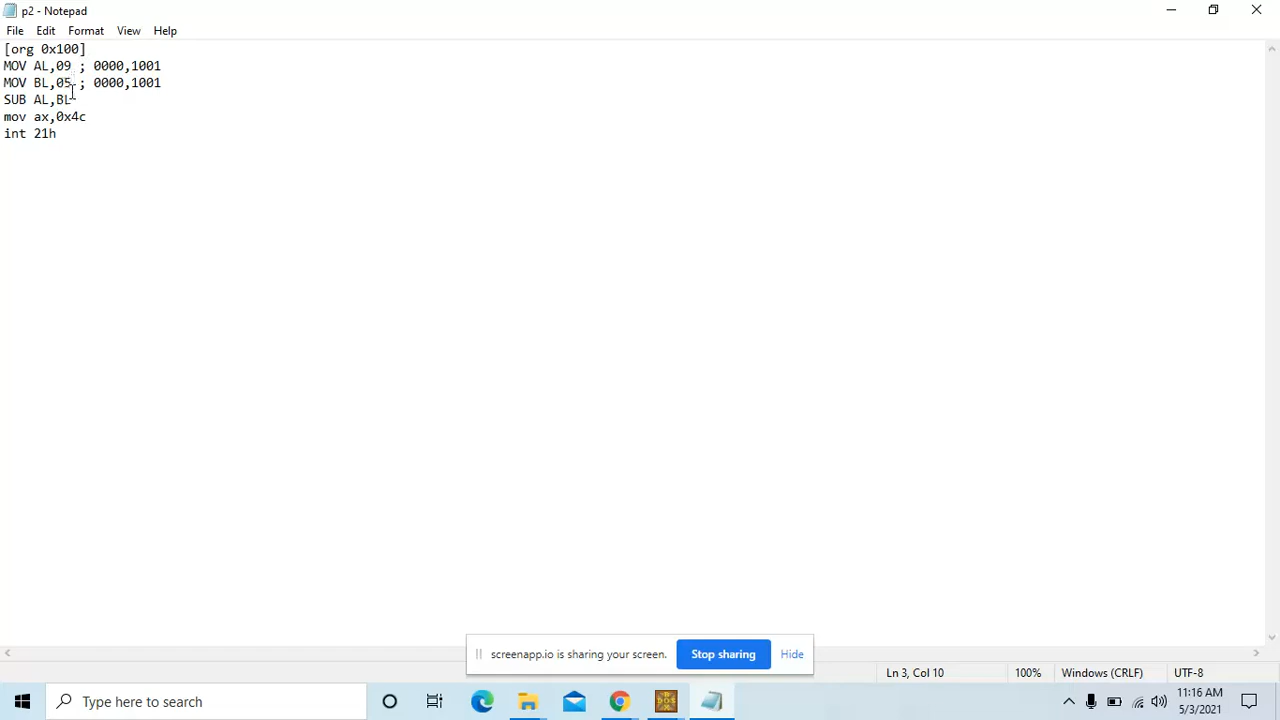 p2 - Notepad
File Edit Format View Help
[org 0x100]
MOV AL,09 ; 0000,1001
MOV BL,05 ; 0000,1001
SUB AL,BL
mov ax,0x4c
int 21h
screenapp.io is sharing your screen. Stop sharing Hide
Ln 3, Col 10 100% Windows (CRLF) UTF-8
Type here to search
DOS
11:16 AM
5/3/2021